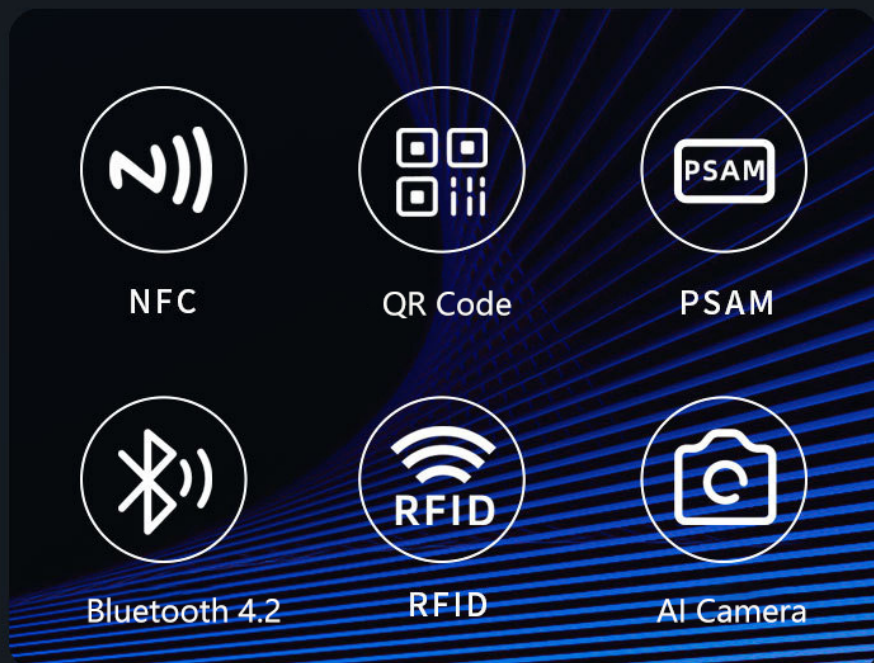 PSAM
NFC
QR Code
PSAM
RFID
Bluetooth 4.2
RFID
AI Camera